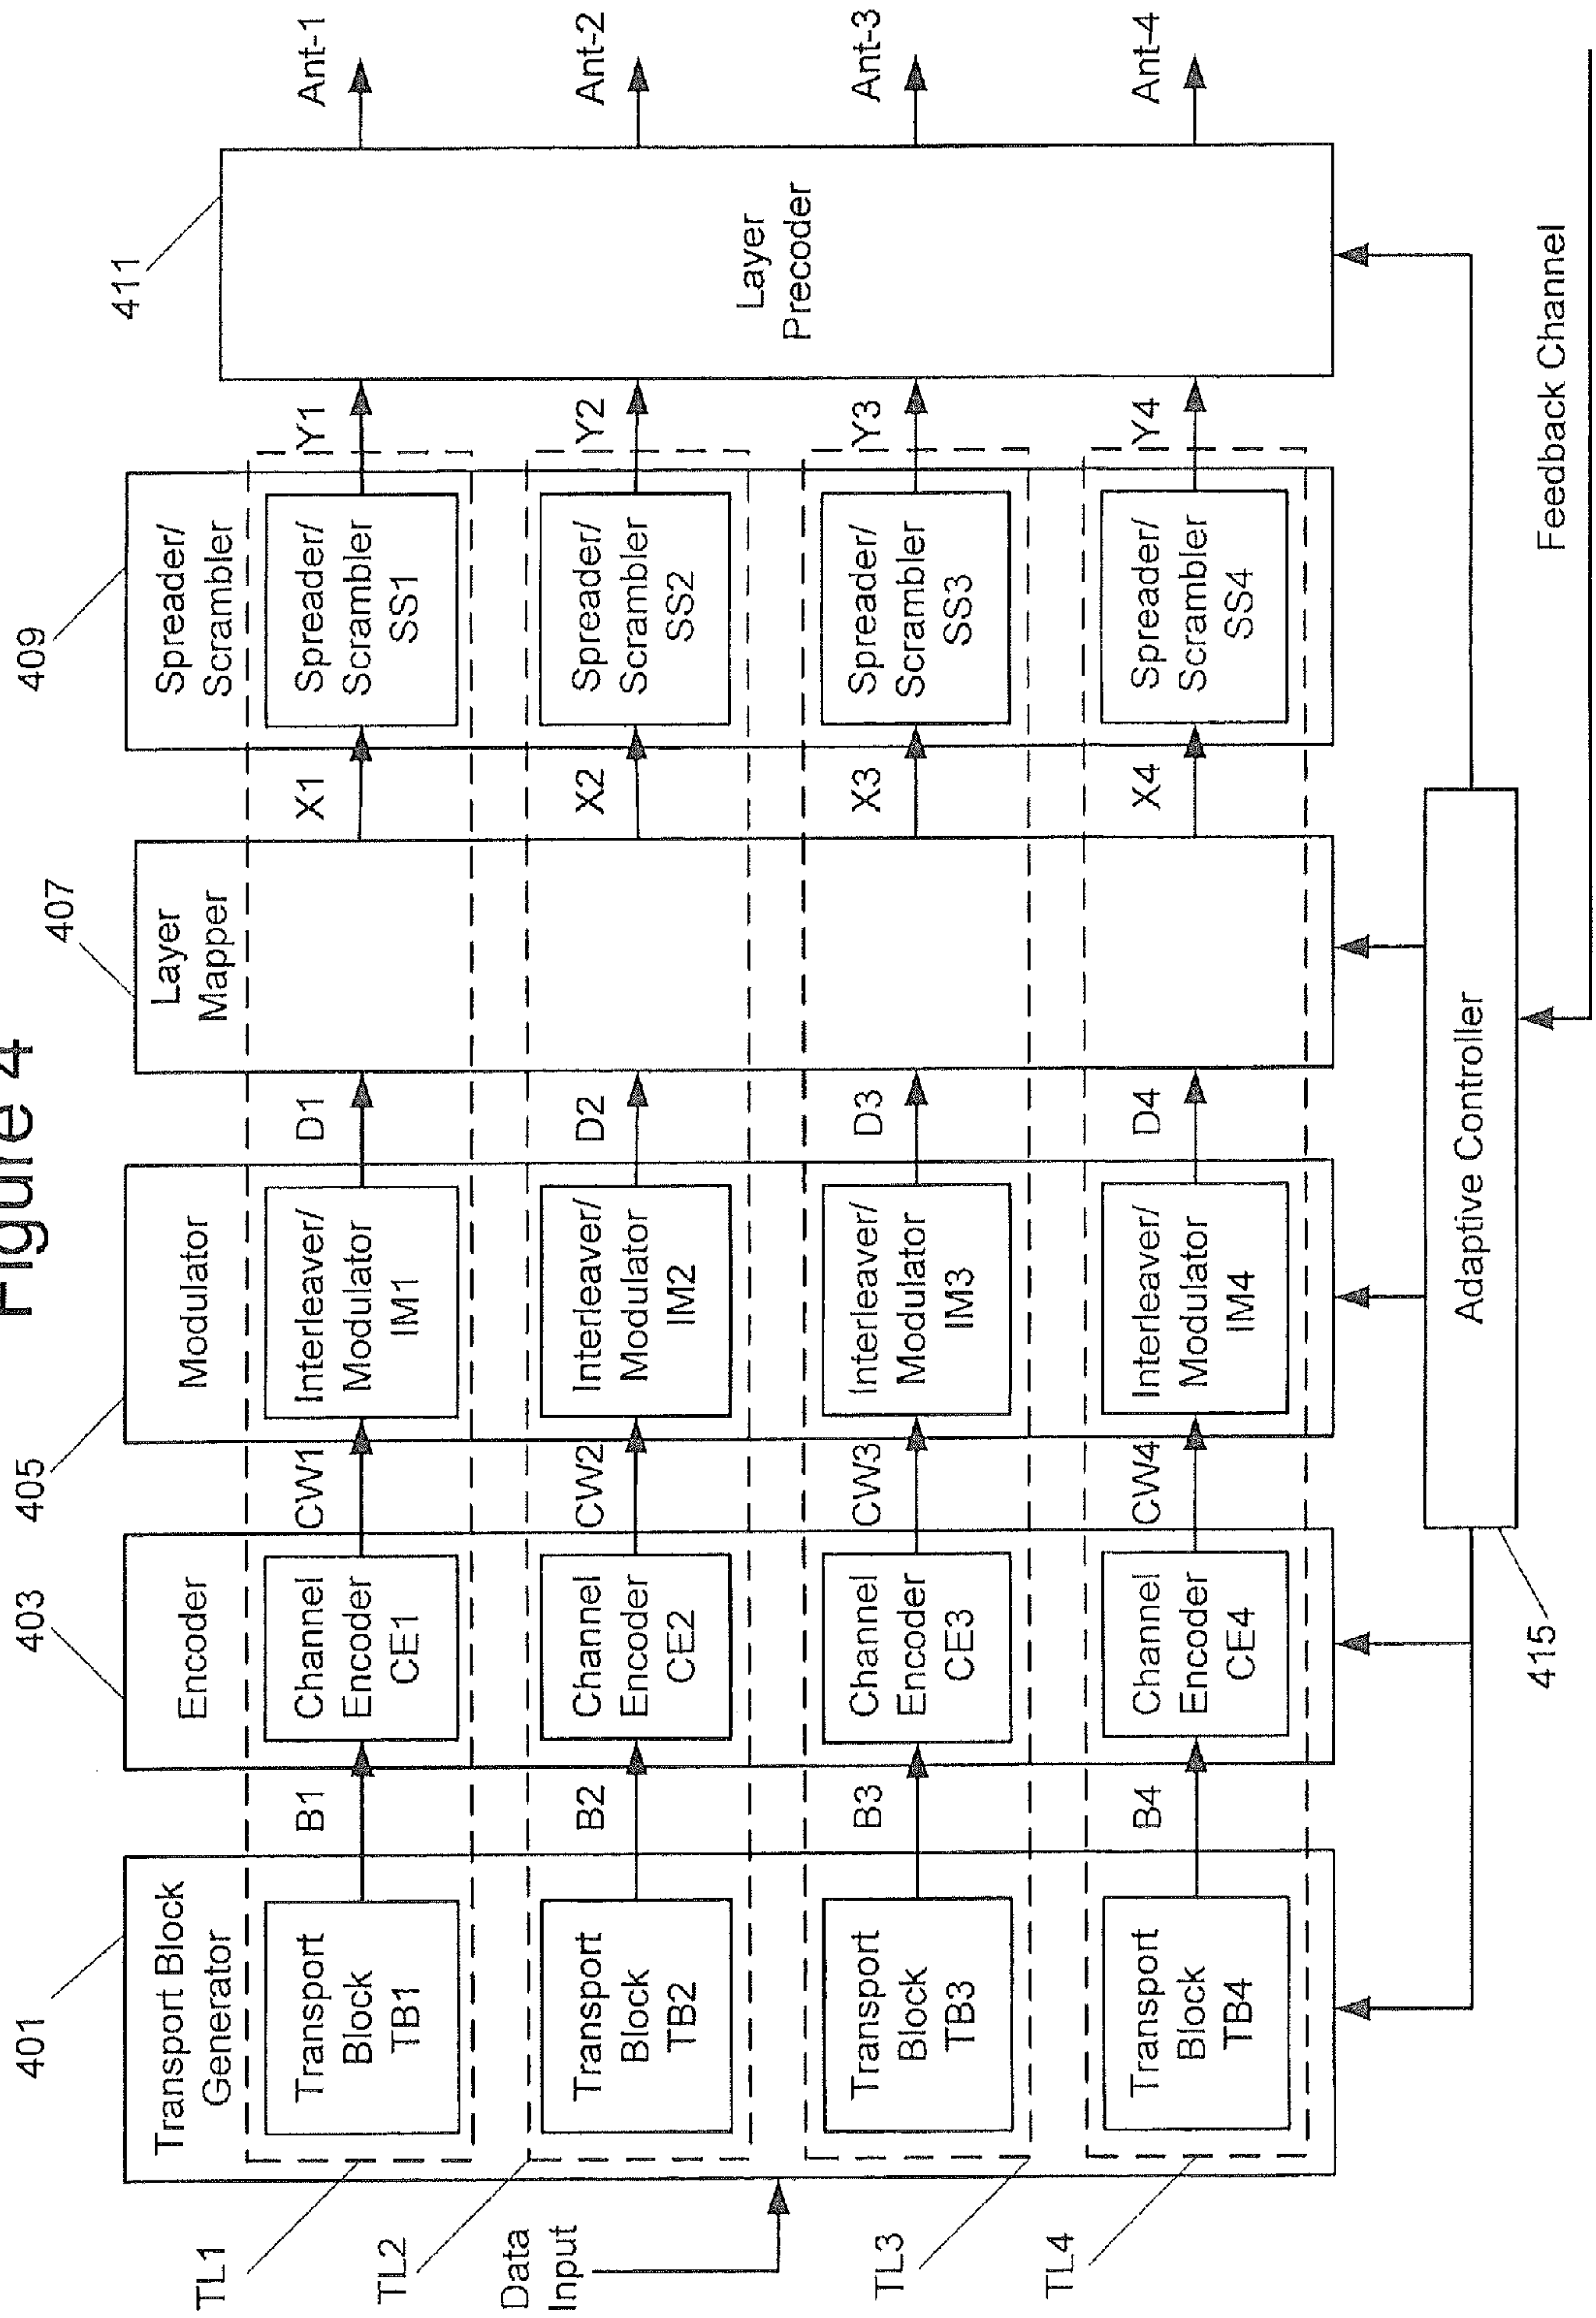 Figure 4
401
Transport Block
Generator
Transport
Block
TB1
Transport
Block
TB2
Transport
Block
TB3
Transport
Block
TB4
TL1
TL2
Data
Input
TL3
TL4
B1
B2
B3
B4
403
Encoder
Channel
Encoder
CE1
Channel
Encoder
CE2
Channel
Encoder
CE3
Channel
Encoder
CE4
CW1
CW2
CW3
CW4
405
Modulator
Interleaver/
Modulator
IM1
Interleaver/
Modulator
IM2
Interleaver/
Modulator
IM3
Interleaver/
Modulator
IM4
D1
D2
D3
D4
407
Layer
Mapper
X1
X2
X3
X4
409
Spreader/
Scrambler
Spreader/
Scrambler
SS1
Spreader/
Scrambler
SS2
Spreader/
Scrambler
SS3
Spreader/
Scrambler
SS4
Y1
Y2
Y3
Y4
411
Layer
Precoder
Ant-1
Ant-2
Ant-3
Ant-4
415
Adaptive Controller
Feedback Channel